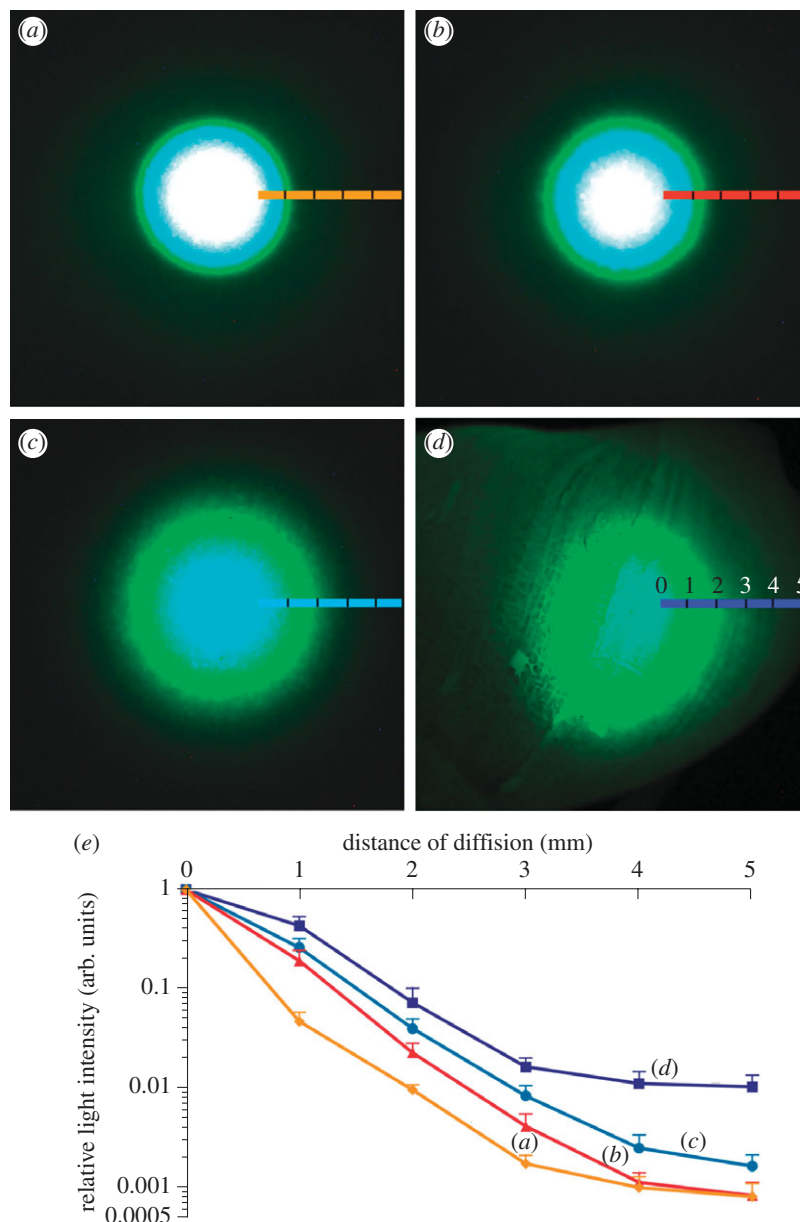 (a)
(b)
(c)
(d)
0 1 2 3 4 5
(e)
distance of diffision (mm)
0 1 2 3 4 5
relative light intensity (arb. units)
1
0.1
0.01
0.001
0.0005
(d)
(c)
(a)
(b)